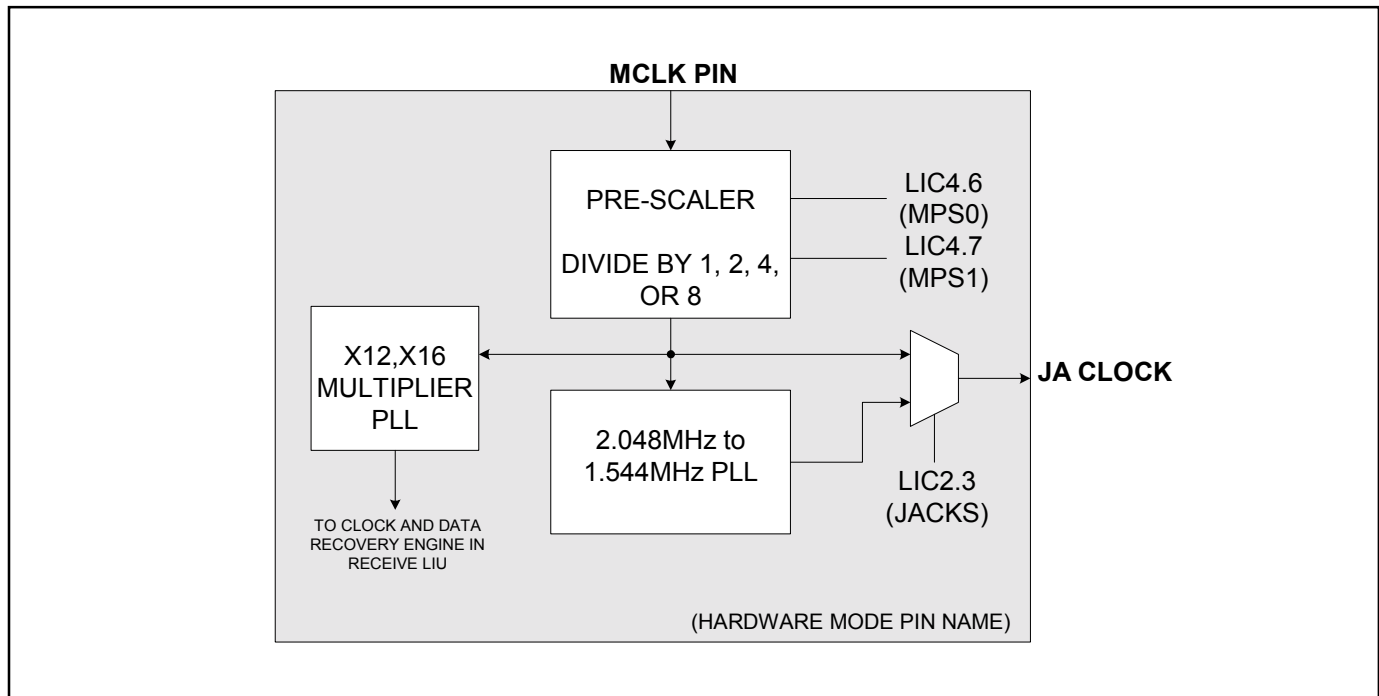 MCLK PIN
PRE-SCALER
DIVIDE BY 1, 2, 4,
OR 8
LIC4.6
(MPS0)
LIC4.7
(MPS1)
X12,X16
MULTIPLIER
PLL
2.048MHz to
1.544MHz PLL
JA CLOCK
LIC2.3
(JACKS)
TO CLOCK AND DATA
RECOVERY ENGINE IN
RECEIVE LIU
(HARDWARE MODE PIN NAME)